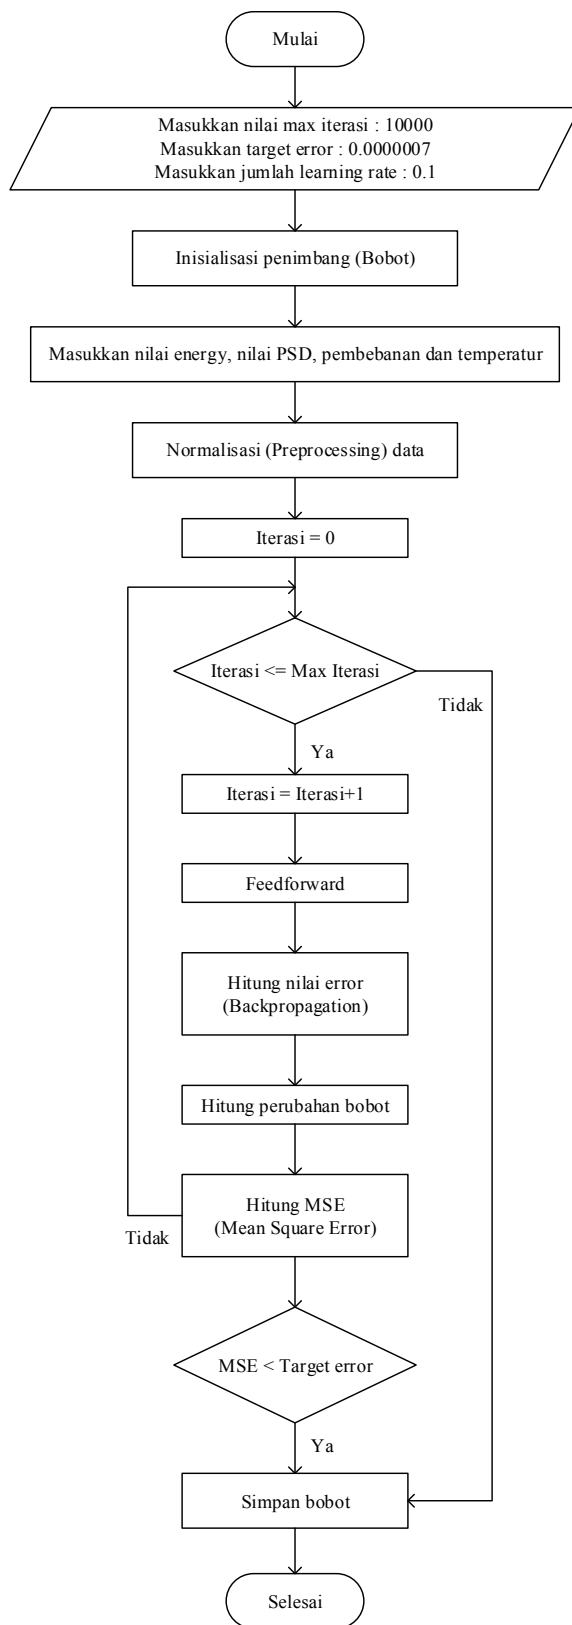 Mulai
Masukkan nilai max iterasi : 10000
Masukkan target error : 0.0000007
Masukkan jumlah learning rate : 0.1
Inisialisasi penimbang (Bobot)
Masukkan nilai energy, nilai PSD, pembebanan dan temperatur
Normalisasi (Preprocessing) data
Iterasi = 0
Iterasi <= Max Iterasi
Tidak
Ya
Iterasi = Iterasi+1
Feedforward
Hitung nilai error
(Backpropagation)
Hitung perubahan bobot
Hitung MSE
(Mean Square Error)
Tidak
MSE < Target error
Ya
Simpan bobot
Selesai